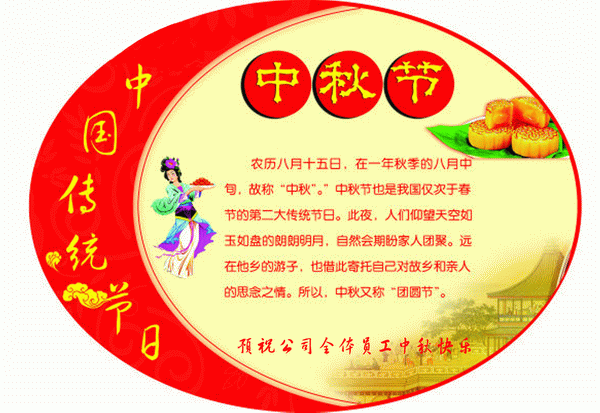 中国传统节日
中秋节
农历八月十五日，在一年秋季的八月中
旬，故称“中秋”。”中秋节也是我国仅次于春
节的第二大传统节日。此夜，人们仰望天空如
玉如盘的朗朗明月，自然会期盼家人团聚。远
在他乡的游子，也借此寄托自己对故乡和亲人
的思念之情。所以，中秋又称“团圆节”。
预祝公司全体员工中秋快乐